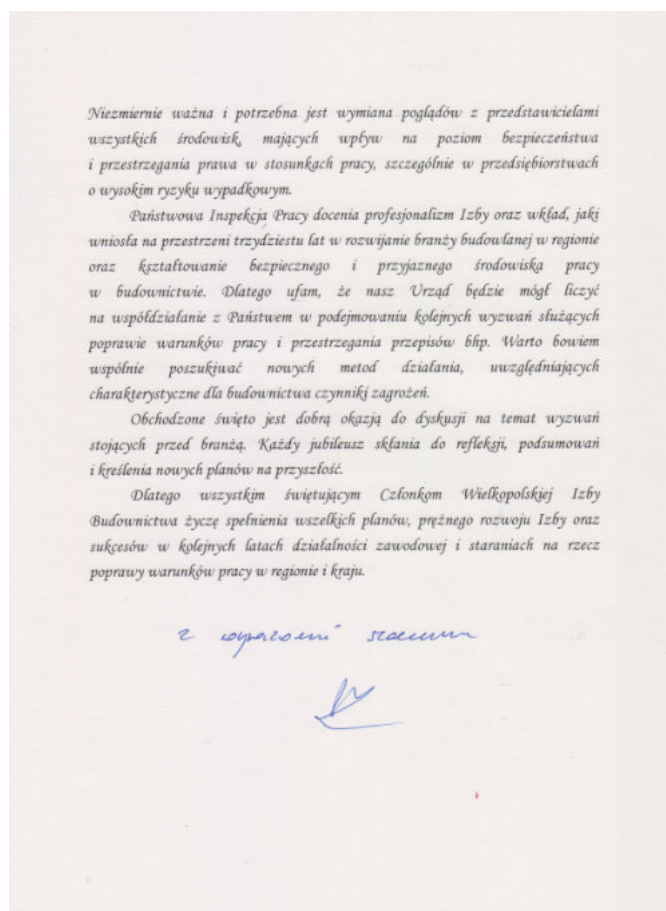 Niezmiernie ważna i potrzebna jest wymiana poglądów z przedstawicielami
wszystkich środowisk, mających wpływ na poziom bezpieczeństwa
i przestrzegania prawa w stosunkach pracy, szczególnie w przedsiębiorstwach
o wysokim ryzyku wypadkowym.
Państwowa Inspekcja Pracy docenia profesjonalizm Izby oraz wkład, jaki
wniosła na przestrzeni trzydziestu lat w rozwijanie branży budowlanej w regionie
oraz kształtowanie bezpiecznego i przyjaznego środowiska pracy
w budownictwie. Dlatego ufam, że nasz Urząd będzie mógł liczyć
na współdziałanie z Państwem w podejmowaniu kolejnych wyzwań służących
poprawie warunków pracy i przestrzegania przepisów bhp. Warto bowiem
wspólnie poszukiwać nowych metod działania, uwzględniających
charakterystyczne dla budownictwa czynniki zagrożeń.
Obchodzone święto jest dobrą okazją do dyskusji na temat wyzwań
stojących przed branżą. Każdy jubileusz skłania do refleksji, podsumowań
i kreślenia nowych planów na przyszłość.
Dlatego wszystkim świętującym Członkom Wielkopolskiej Izby
Budownictwa życzę spełnienia wszelkich planów, prężnego rozwoju Izby oraz
sukcesów w kolejnych latach działalności zawodowej i staraniach na rzecz
poprawy warunków pracy w regionie i kraju.
z wyrazami szacunku